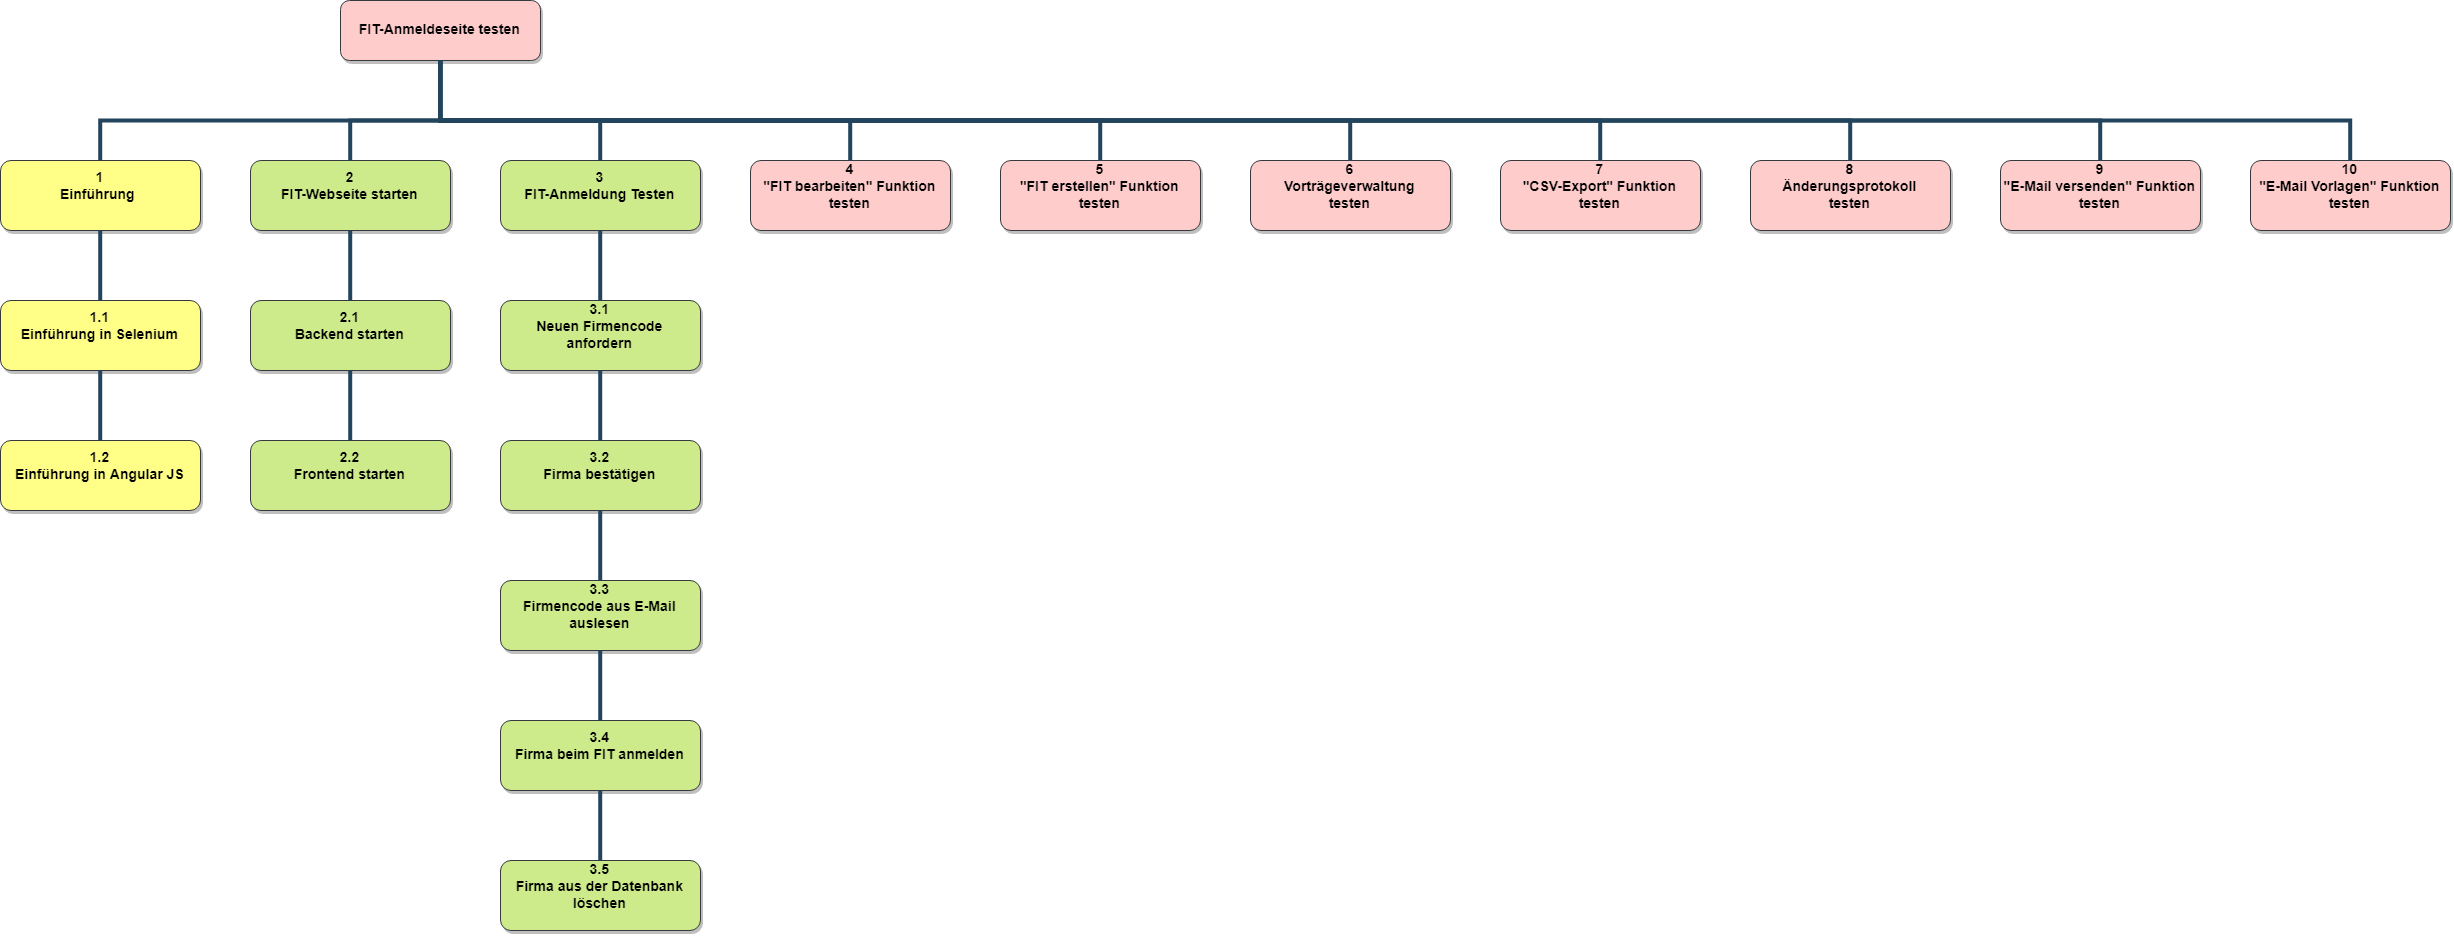 FIT-Anmeldeseite testen
1
Einführung
2
FIT-Webseite starten
3
FIT-Anmeldung Testen
4
"FIT bearbeiten" Funktion
testen
5
"FIT erstellen" Funktion
testen
6
Vorträgeverwaltung
testen
7
"CSV-Export" Funktion
testen
8
Änderungsprotokoll
testen
9
"E-Mail versenden" Funktion
testen
10
"E-Mail Vorlagen" Funktion
testen
1.1
Einführung in Selenium
2.1
Backend starten
3.1
Neuen Firmencode
anfordern
1.2
Einführung in Angular JS
2.2
Frontend starten
3.2
Firma bestätigen
3.3
Firmencode aus E-Mail
auslesen
3.4
Firma beim FIT anmelden
3.5
Firma aus der Datenbank
löschen